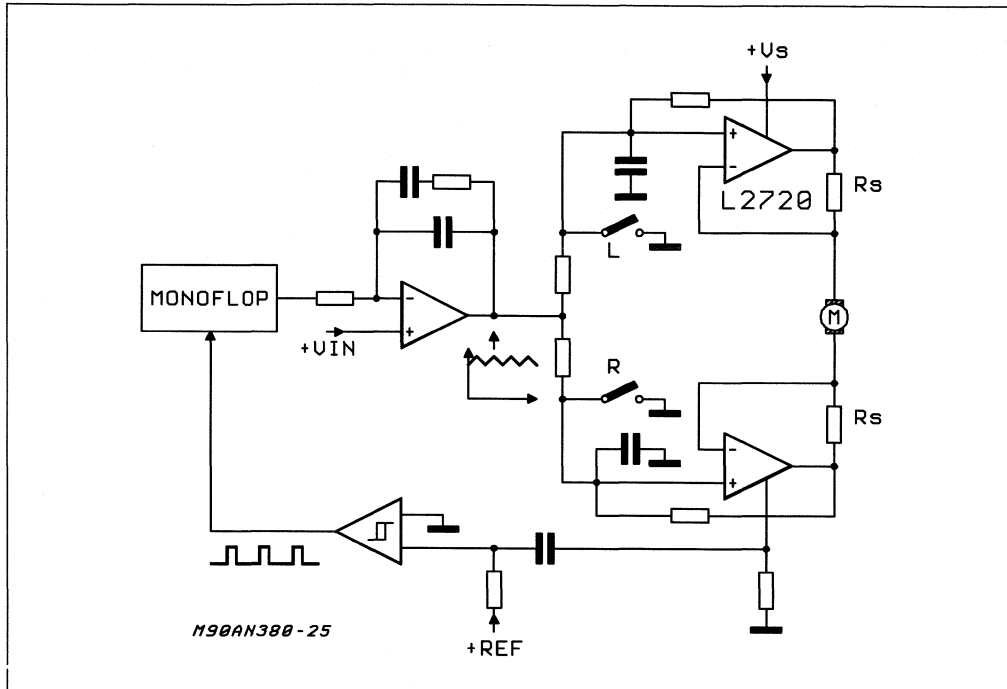 +Vs
+
-
L2720
Rs
L
MONOFLOP
-
+
+VIN
M
R
Rs
-
+
+REF
M90AN380-25